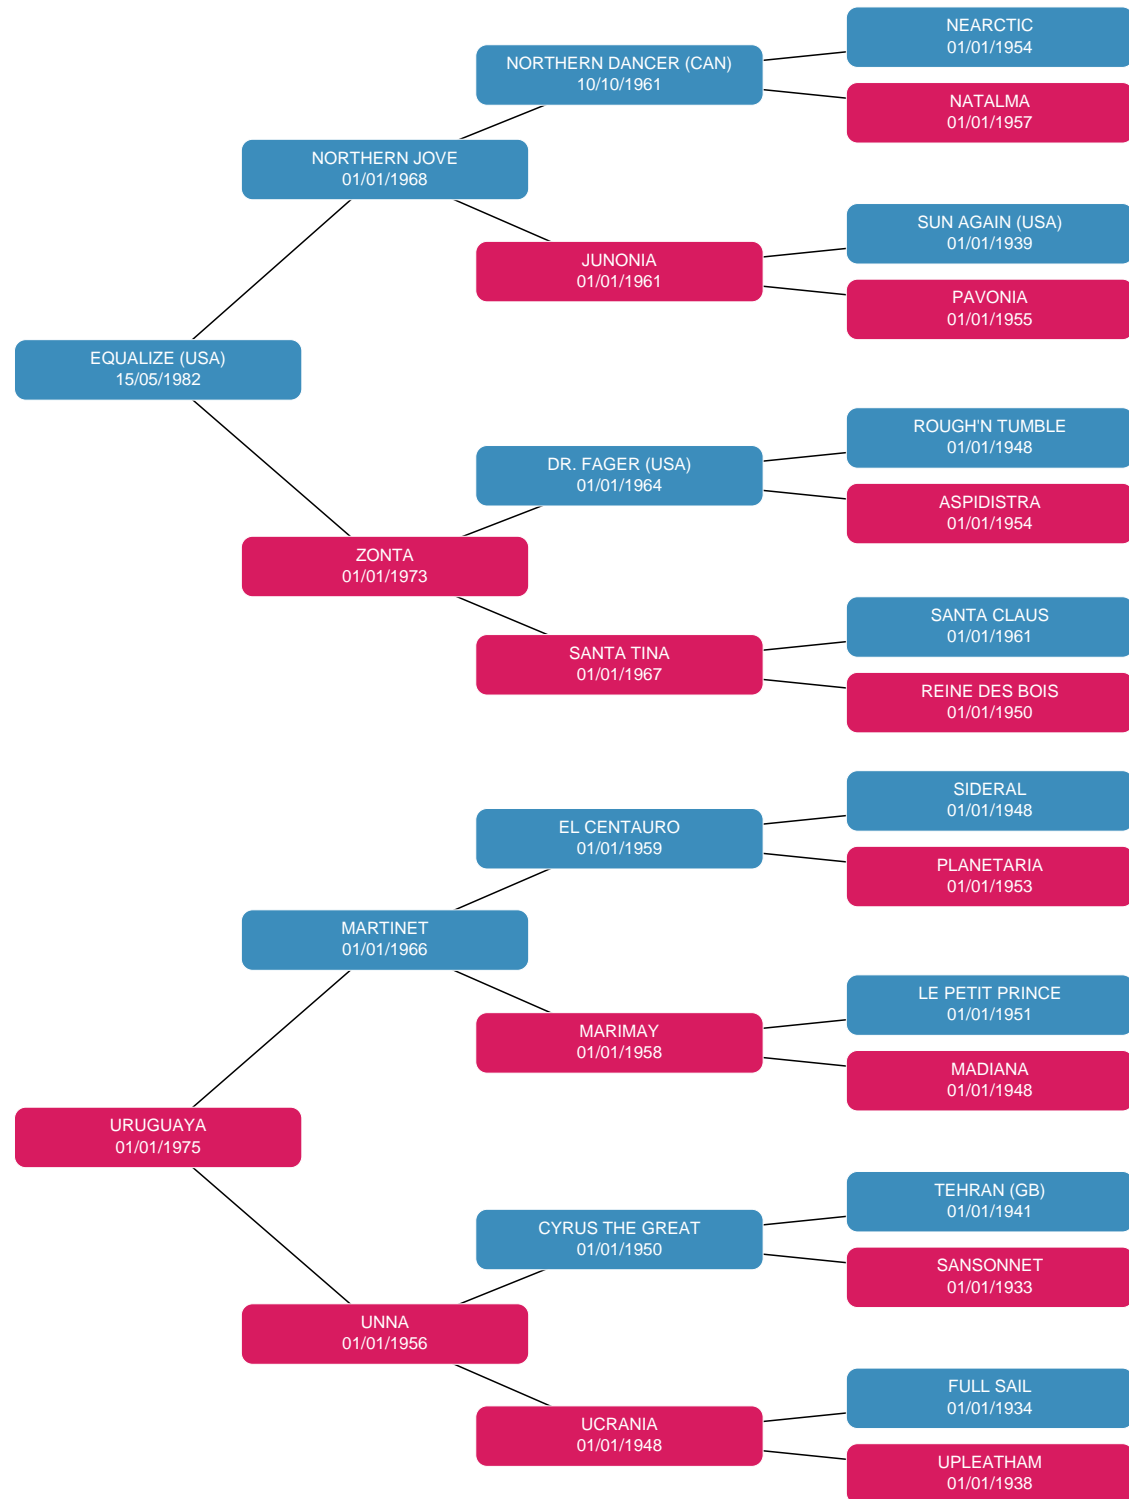 NEARCTIC
01/01/1954
NORTHERN DANCER (CAN)
10/10/1961
NATALMA
01/01/1957
NORTHERN JOVE
01/01/1968
SUN AGAIN (USA)
01/01/1939
JUNONIA
01/01/1961
PAVONIA
01/01/1955
EQUALIZE (USA)
15/05/1982
ROUGH'N TUMBLE
01/01/1948
DR. FAGER (USA)
01/01/1964
ASPIDISTRA
01/01/1954
ZONTA
01/01/1973
SANTA CLAUS
01/01/1961
SANTA TINA
01/01/1967
REINE DES BOIS
01/01/1950
SIDERAL
01/01/1948
EL CENTAURO
01/01/1959
PLANETARIA
01/01/1953
MARTINET
01/01/1966
LE PETIT PRINCE
01/01/1951
MARIMAY
01/01/1958
MADIANA
01/01/1948
URUGUAYA
01/01/1975
TEHRAN (GB)
01/01/1941
CYRUS THE GREAT
01/01/1950
SANSONNET
01/01/1933
UNNA
01/01/1956
FULL SAIL
01/01/1934
UCRANIA
01/01/1948
UPLEATHAM
01/01/1938